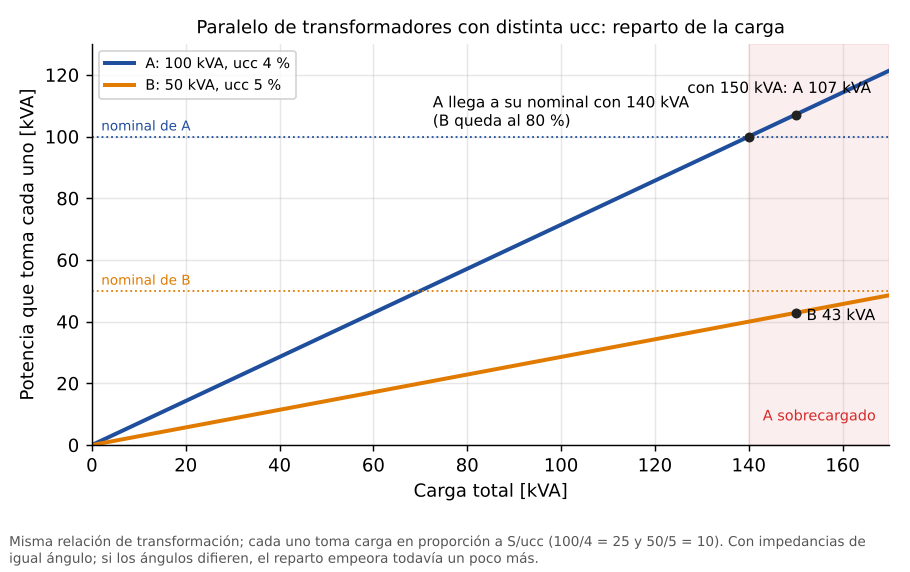 Paralelo de transformadores con distinta ucc: reparto de la carga
A: 100 kVA, ucc 4 %
B: 50 kVA, ucc 5 %
con 150 kVA: A 107 kVA
A llega a su nominal con 140 kVA
(B queda al 80 %)
nominal de A
nominal de B
B 43 kVA
A sobrecargado
Potencia que toma cada uno [kVA]
120
100
80
60
40
20
0
0 20 40 60 80 100 120 140 160
Carga total [kVA]
Misma relación de transformación; cada uno toma carga en proporción a S/ucc (100/4 = 25 y 50/5 = 10). Con impedancias de
igual ángulo; si los ángulos difieren, el reparto empeora todavía un poco más.